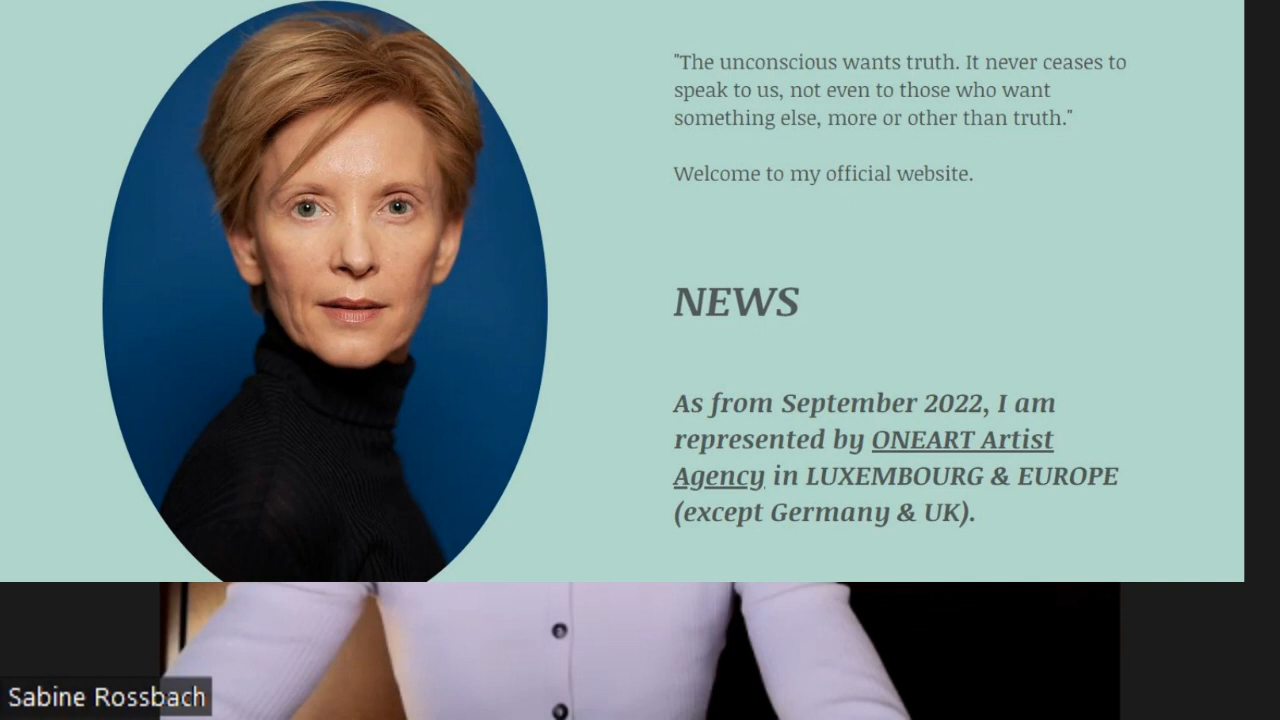 "The unconscious wants truth. It never ceases to
speak to us, not even to those who want
something else, more or other than truth."
Welcome to my official website.
NEWS
As from September 2022, I am
represented by ONEART Artist
Agency in LUXEMBOURG & EUROPE
(except Germany & UK).
Sabine Rossbach